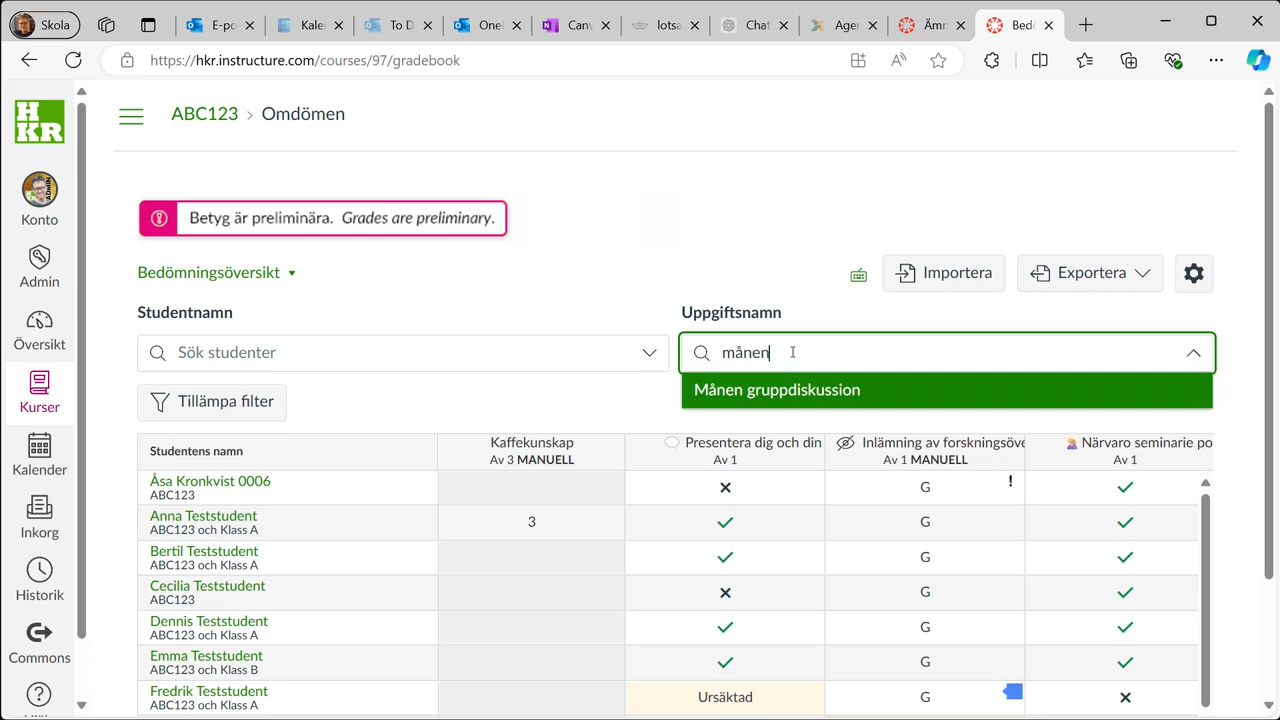 Skola
E-po
Kale
To D
Onel
Canv
lotsa
Chat
Ager
Ämr
Bedö
https://hkr.instructure.com/courses/97/gradebook
HKR
ADMIN
Konto
Admin
Översikt
Kurser
Kalender
Inkorg
Historik
Commons
ABC123 > Omdömen
Betyg är preliminära. Grades are preliminary.
Bedömningsöversikt
Importera
Exportera
Studentnamn
Uppgiftsnamn
Sök studenter
månen
Månen gruppdiskussion
Tillämpa filter
Studentens namn
Kaffekunskap
Av 3 MANUELL
Presentera dig och din
Av 1
Inlämning av forskningsöve
Av 1 MANUELL
Närvaro seminarie po
Av 1
Åsa Kronkvist 0006
ABC123
G
!
Anna Teststudent
ABC123 och Klass A
3
G
Bertil Teststudent
ABC123 och Klass A
G
Cecilia Teststudent
ABC123
G
Dennis Teststudent
ABC123 och Klass A
G
Emma Teststudent
ABC123 och Klass B
G
Fredrik Teststudent
ABC123 och Klass A
Ursäktad
G